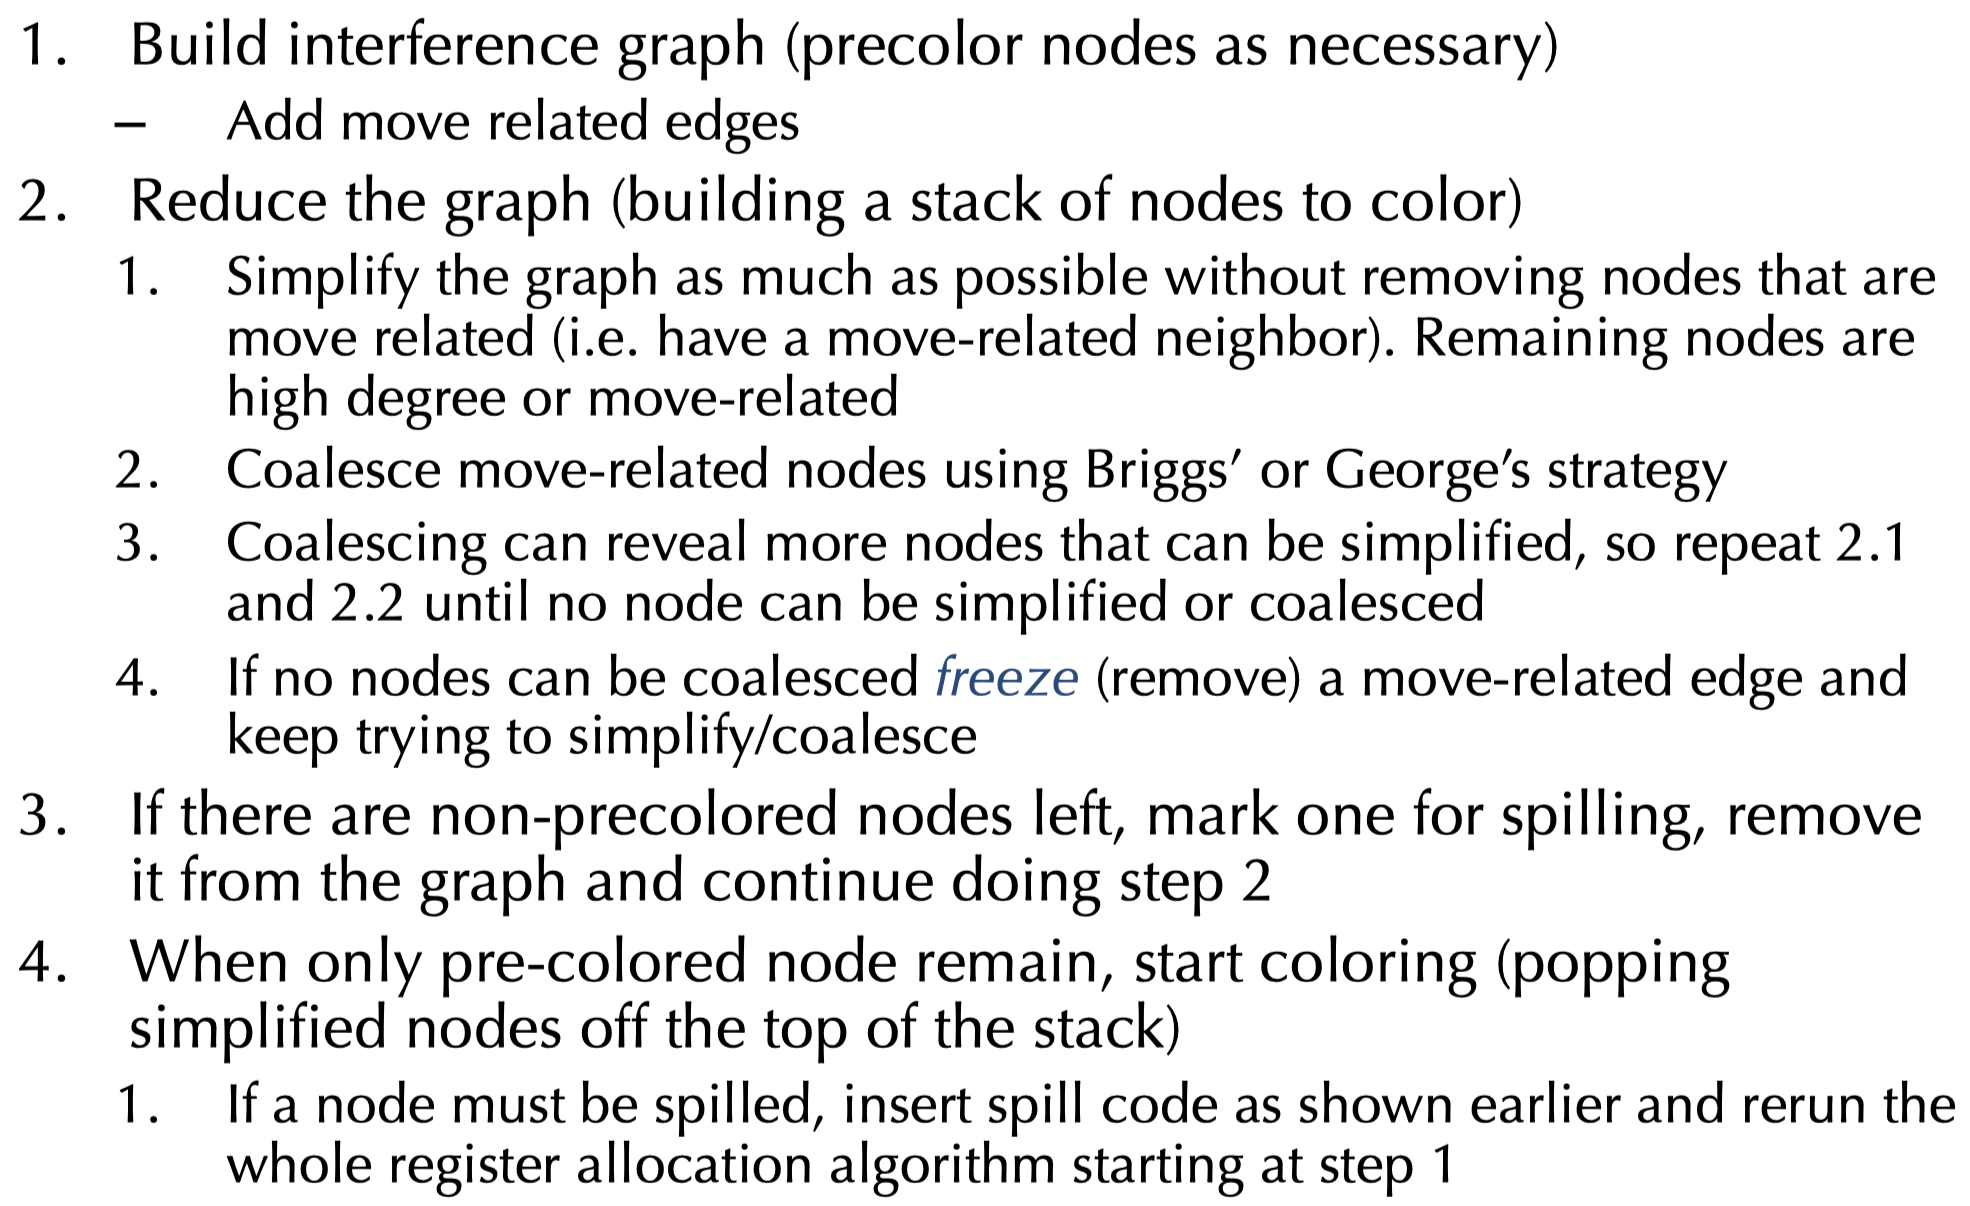 1. Build interference graph (precolor nodes as necessary)
– Add move related edges
2. Reduce the graph (building a stack of nodes to color)
1. Simplify the graph as much as possible without removing nodes that are
move related (i.e. have a move-related neighbor). Remaining nodes are
high degree or move-related
2. Coalesce move-related nodes using Briggs’ or George’s strategy
3. Coalescing can reveal more nodes that can be simplified, so repeat 2.1
and 2.2 until no node can be simplified or coalesced
4. If no nodes can be coalesced freeze (remove) a move-related edge and
keep trying to simplify/coalesce
3. If there are non-precolored nodes left, mark one for spilling, remove
it from the graph and continue doing step 2
4. When only pre-colored node remain, start coloring (popping
simplified nodes off the top of the stack)
1. If a node must be spilled, insert spill code as shown earlier and rerun the
whole register allocation algorithm starting at step 1